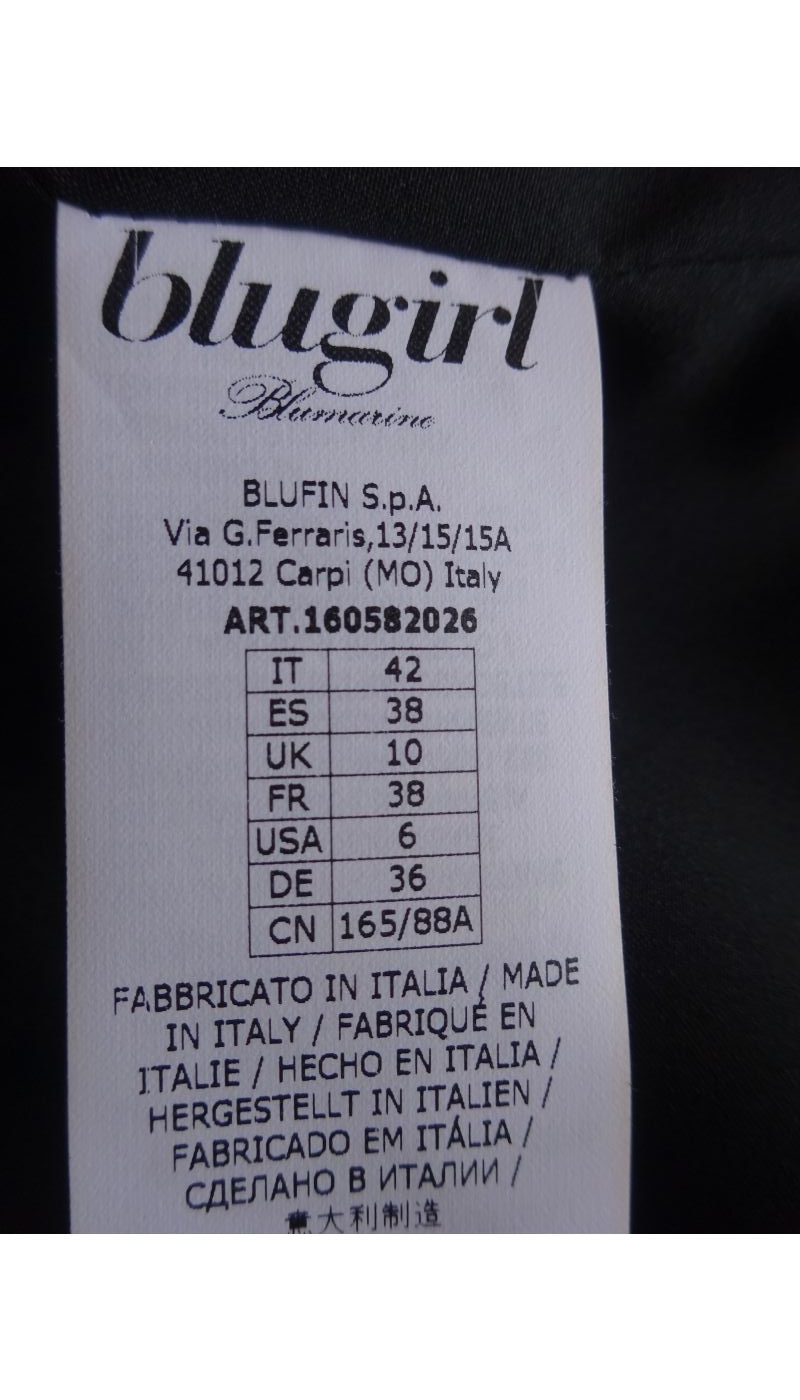 blugirl
Blumarine
BLUFIN S.p.A.
Via G.Ferraris,13/15/15A
41012 Carpi (MO) Italy
ART.160582026
IT 42
ES 38
UK 10
FR 38
USA 6
DE 36
CN 165/88A
FABBRICATO IN ITALIA / MADE
IN ITALY / FABRIQUÉ EN
ITALIE / HECHO EN ITALIA /
HERGESTELLT IN ITALIEN /
FABRICADO EM ITÁLIA /
СДЕЛАНО В ИТАЛИИ /
意大利制造